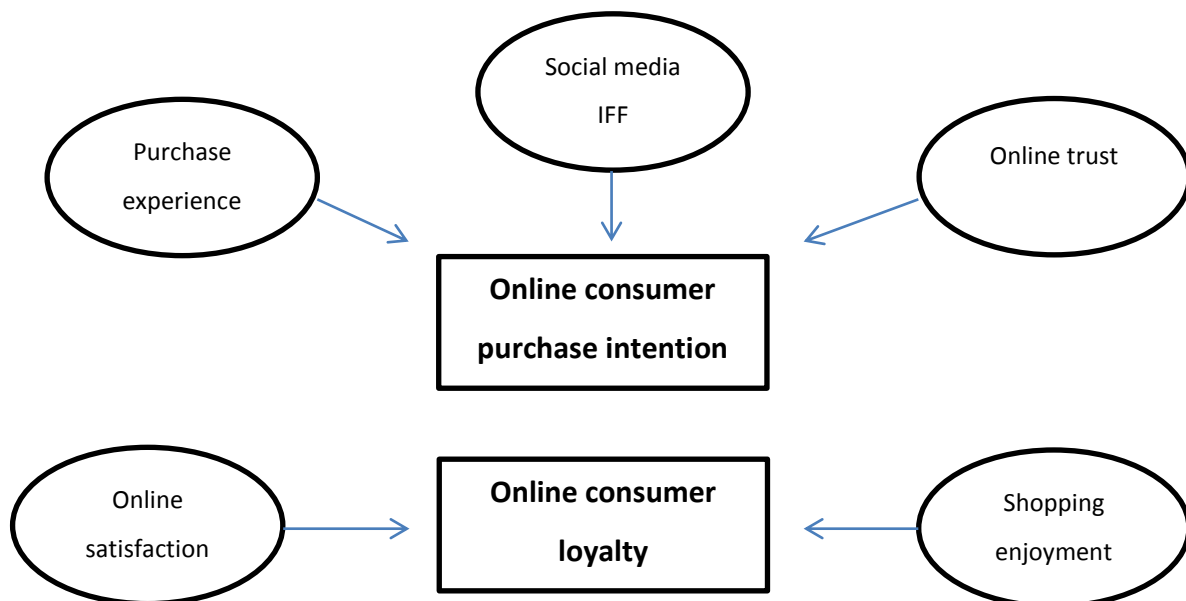 Social media
IFF
Purchase
experience
Online trust
Online consumer
purchase intention
Online
satisfaction
Online consumer
loyalty
Shopping
enjoyment